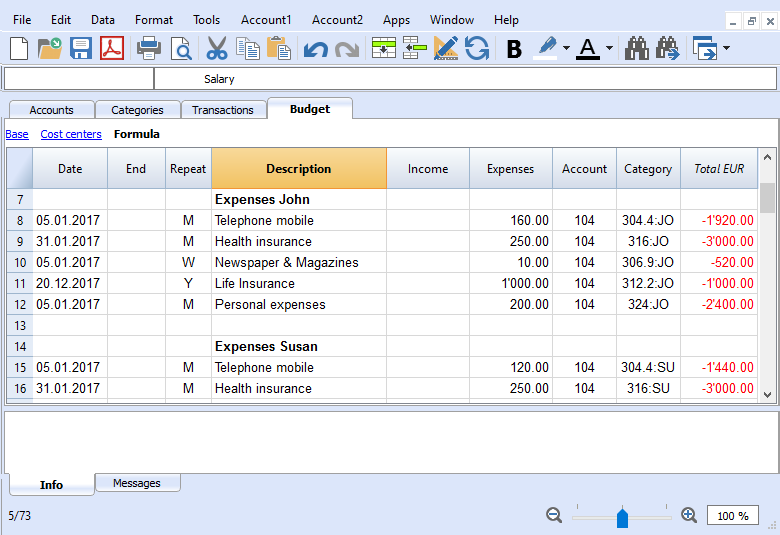 File Edit Data Format Tools Account1 Account2 Apps Window Help
B A
Salary
Accounts Categories Transactions Budget
Base Cost centers Formula
Date End Repeat Description Income Expenses Account Category Total EUR
7 Expenses John
8 05.01.2017 M Telephone mobile 160.00 104 304.4:JO -1'920.00
9 31.01.2017 M Health insurance 250.00 104 316:JO -3'000.00
10 05.01.2017 W Newspaper & Magazines 10.00 104 306.9:JO -520.00
11 20.12.2017 Y Life Insurance 1'000.00 104 312.2:JO -1'000.00
12 05.01.2017 M Personal expenses 200.00 104 324:JO -2'400.00
13
14 Expenses Susan
15 05.01.2017 M Telephone mobile 120.00 104 304.4:SU -1'440.00
16 31.01.2017 M Health insurance 250.00 104 316:SU -3'000.00
Info Messages
5/73 100 %